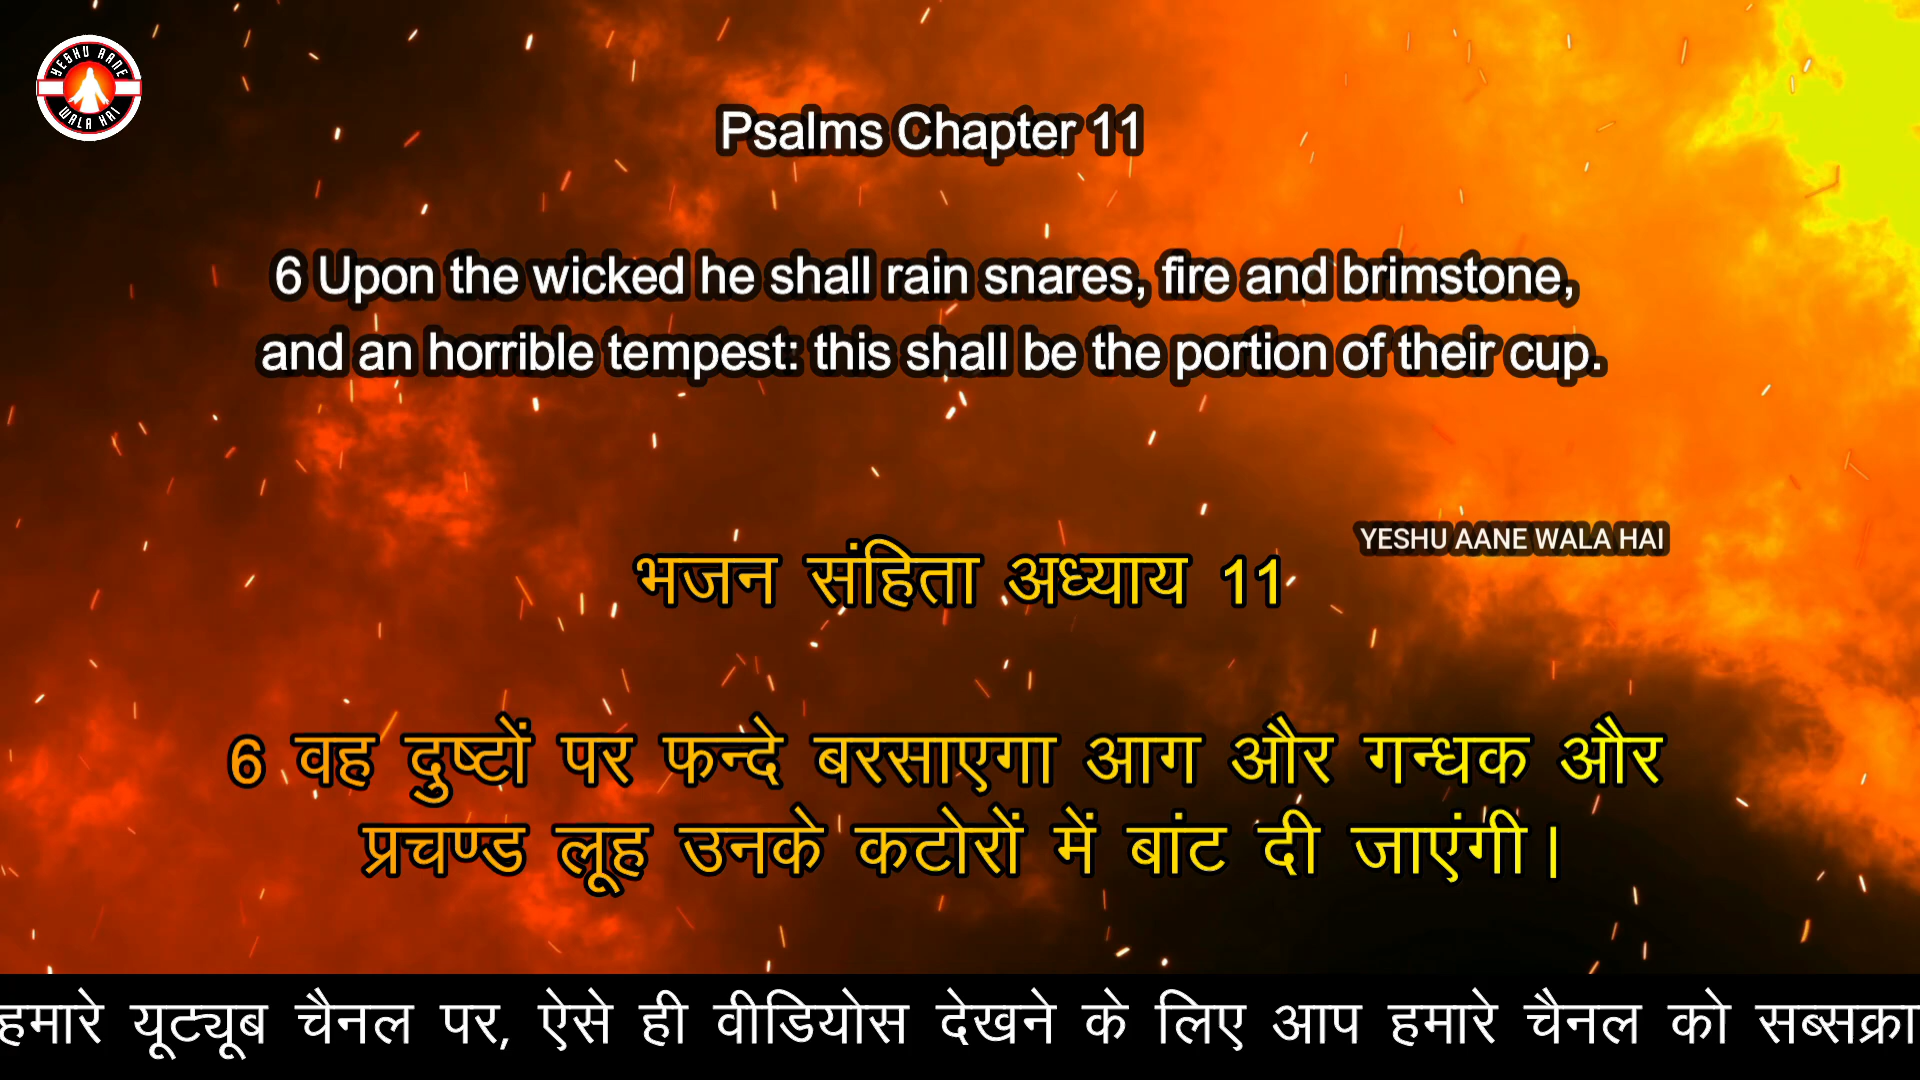 YESHU AANE
WALA HAI
Psalms Chapter 11
6 Upon the wicked he shall rain snares, fire and brimstone,
and an horrible tempest: this shall be the portion of their cup.
YESHU AANE WALA HAI
भजन संहिता अध्याय 11
6 वह दुष्टों पर फन्दे बरसाएगा आग और गन्धक और
प्रचण्ड लूह उनके कटोरों में बांट दी जाएंगी।
हमारे यूट्यूब चैनल पर, ऐसे ही वीडियोस देखने के लिए आप हमारे चैनल को सब्सक्रा